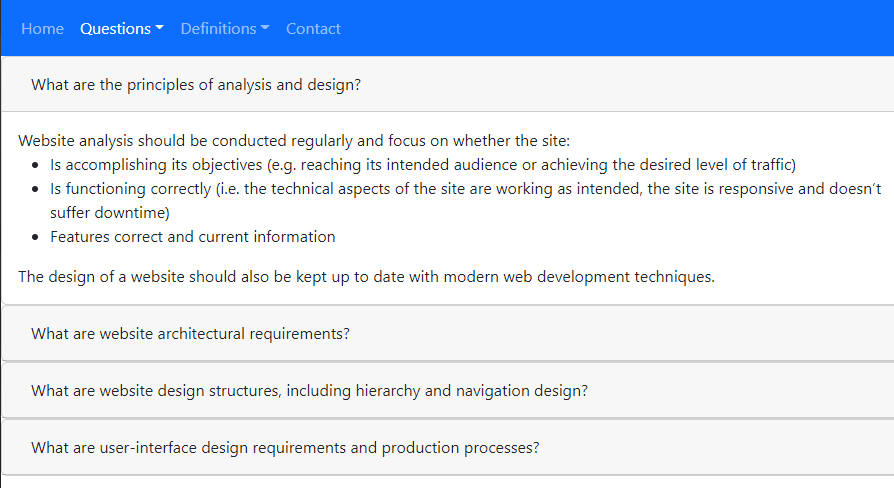 Home Questions Definitions Contact
What are the principles of analysis and design?
Website analysis should be conducted regularly and focus on whether the site:
• Is accomplishing its objectives (e.g. reaching its intended audience or achieving the desired level of traffic)
• Is functioning correctly (i.e. the technical aspects of the site are working as intended, the site is responsive and doesn’t
suffer downtime)
• Features correct and current information
The design of a website should also be kept up to date with modern web development techniques.
What are website architectural requirements?
What are website design structures, including hierarchy and navigation design?
What are user-interface design requirements and production processes?